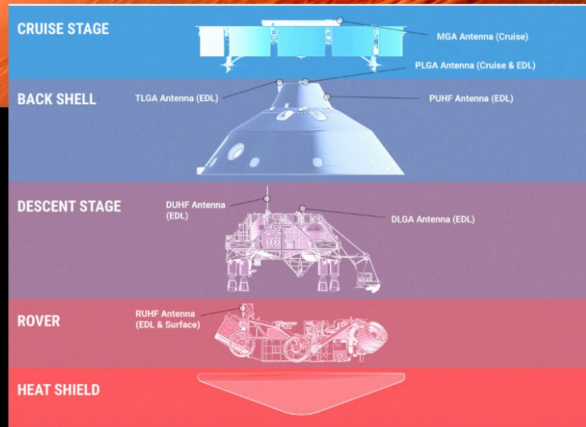 CRUISE STAGE
MGA Antenna (Cruise)
PLGA Antenna (Cruise & EDL)
BACK SHELL
TLGA Antenna (EDL)
PUHF Antenna (EDL)
DESCENT STAGE
DUHF Antenna
(EDL)
DLGA Antenna (EDL)
ROVER
RUHF Antenna
(EDL & Surface)
HEAT SHIELD